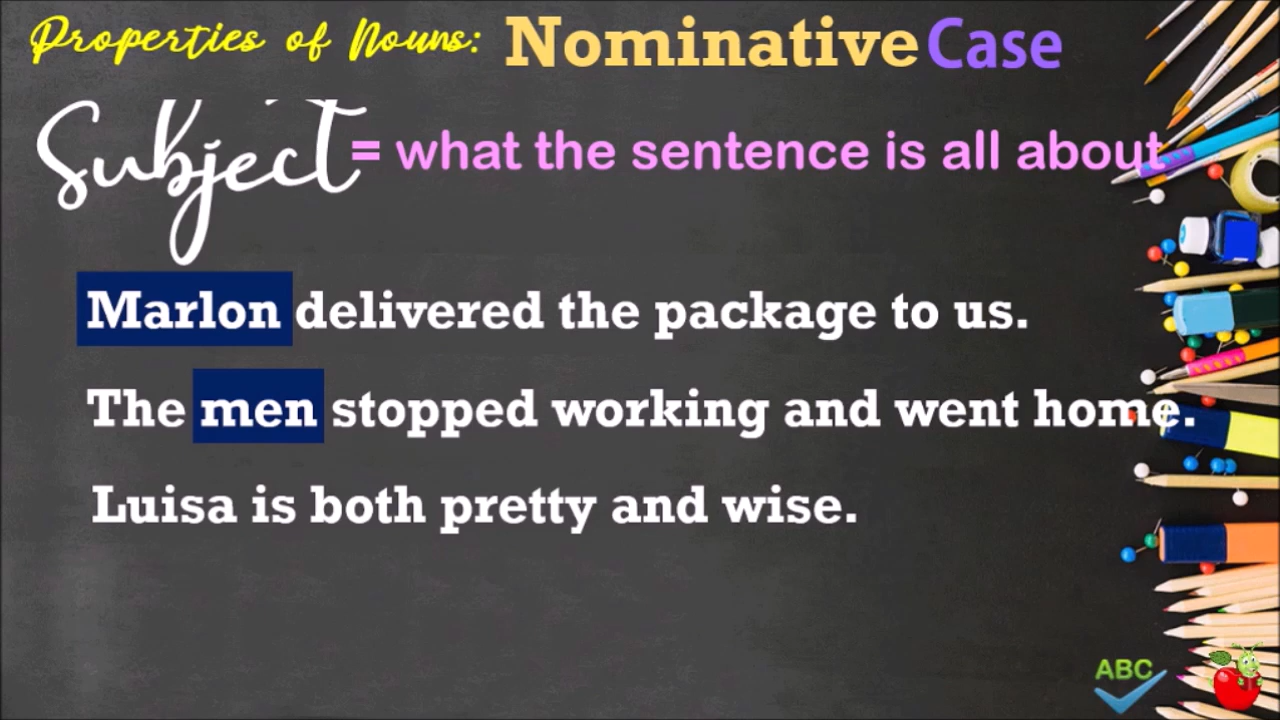 Properties of Nouns: Nominative Case
Subject = what the sentence is all about
Marlon delivered the package to us.
The men stopped working and went home.
Luisa is both pretty and wise.
ABC